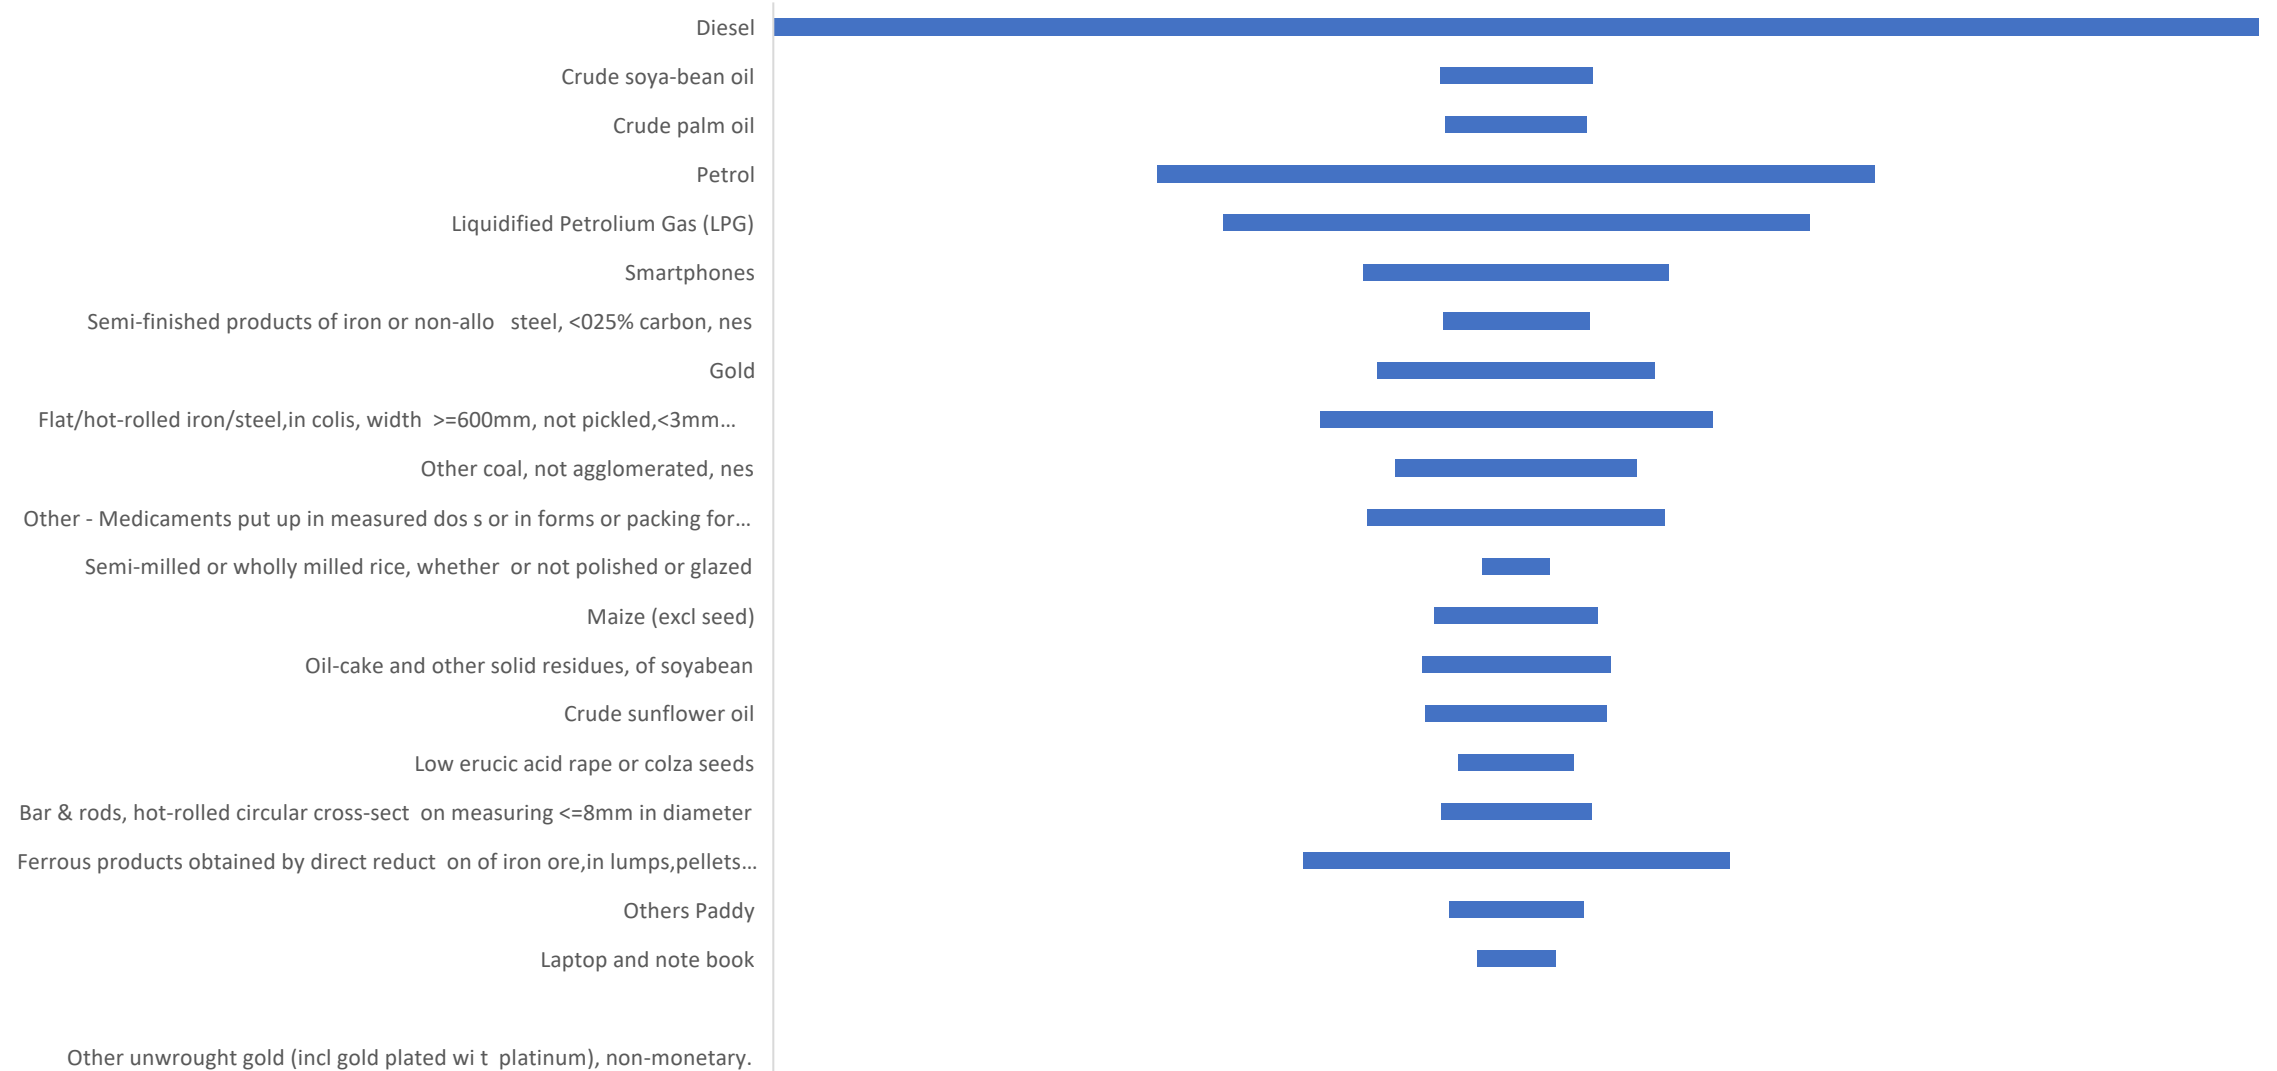 Diesel
Crude soya-bean oil
Crude palm oil
Petrol
Liquidified Petrolium Gas (LPG)
Smartphones
Semi-finished products of iron or non-allo steel, <025% carbon, nes
Gold
Flat/hot-rolled iron/steel,in colis, width >=600mm, not pickled,<3mm...
Other coal, not agglomerated, nes
Other - Medicaments put up in measured dos s or in forms or packing for...
Semi-milled or wholly milled rice, whether or not polished or glazed
Maize (excl seed)
Oil-cake and other solid residues, of soyabean
Crude sunflower oil
Low erucic acid rape or colza seeds
Bar & rods, hot-rolled circular cross-sect on measuring <=8mm in diameter
Ferrous products obtained by direct reduct on of iron ore,in lumps,pellets...
Others Paddy
Laptop and note book
Other unwrought gold (incl gold plated wi t platinum), non-monetary.